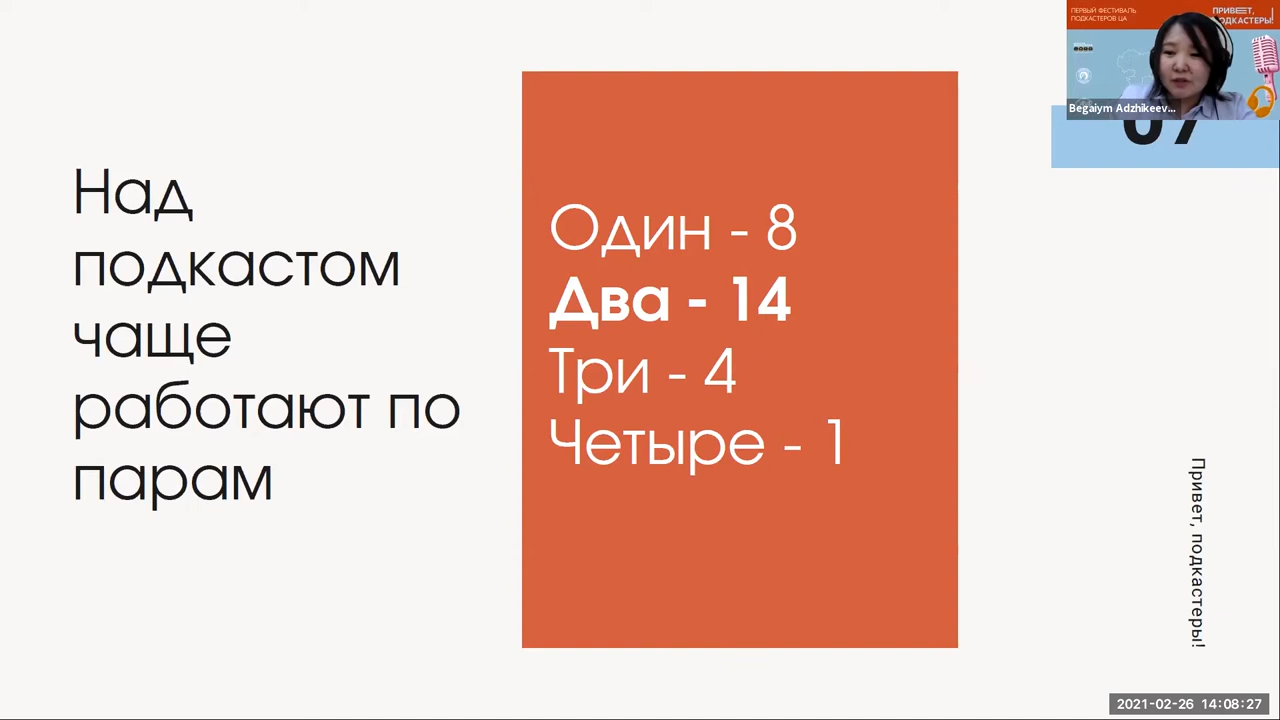 Над
подкастом
чаще
работают по
парам
Один - 8
Два - 14
Три - 4
Четыре - 1
ПЕРВЫЙ ФЕСТИВАЛЬ
ПОДКАСТЕРОВ ЦА
ПРИВЕТ,
ПОДКАСТЕРЫ!
Begaiym Adzhikeev...
07
Привет, подкастеры!
2021-02-26 14:08:27